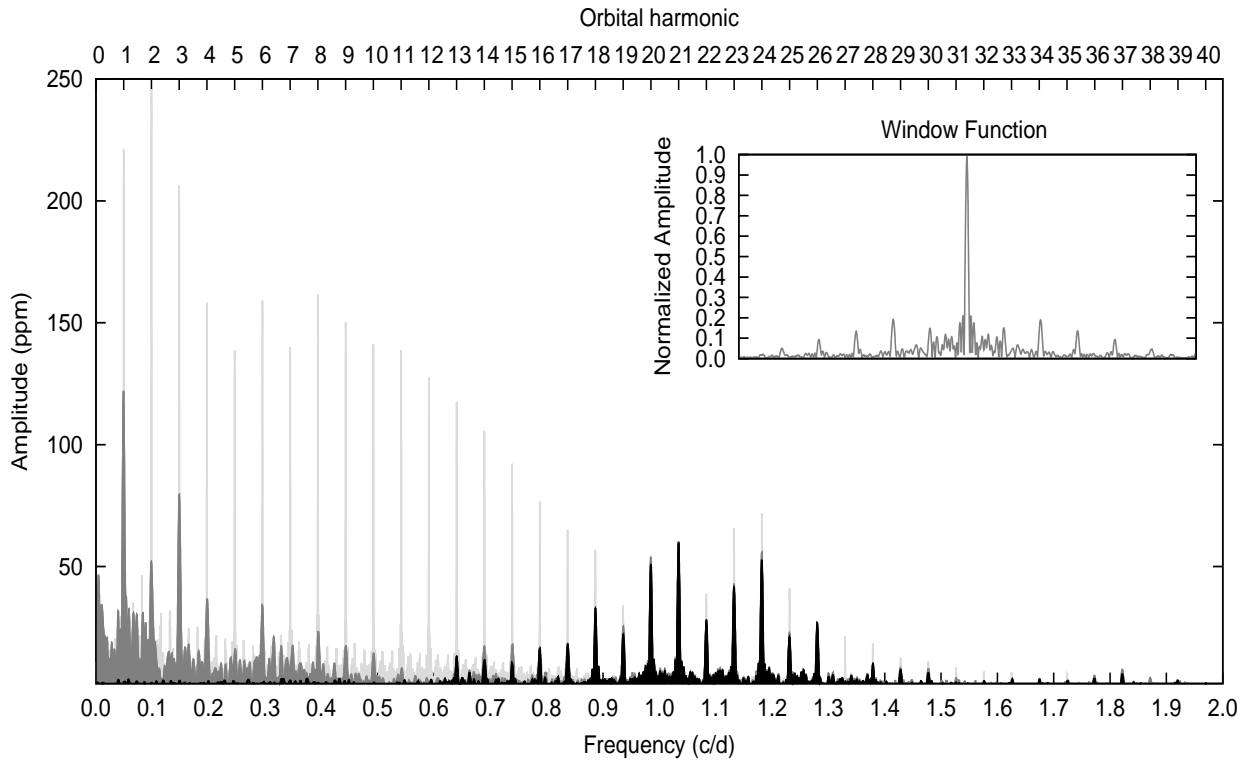 Orbital harmonic
0 1 2 3 4 5 6 7 8 9 10 11 12 13 14 15 16 17 18 19 20 21 22 23 24 25 26 27 28 29 30 31 32 33 34 35 36 37 38 39 40
250
200
150
100
50
Amplitude (ppm)
Window Function
Normalized Amplitude
1.0
0.9
0.8
0.7
0.6
0.5
0.4
0.3
0.2
0.1
0.0
0.0 0.1 0.2 0.3 0.4 0.5 0.6 0.7 0.8 0.9 1.0 1.1 1.2 1.3 1.4 1.5 1.6 1.7 1.8 1.9 2.0
Frequency (c/d)